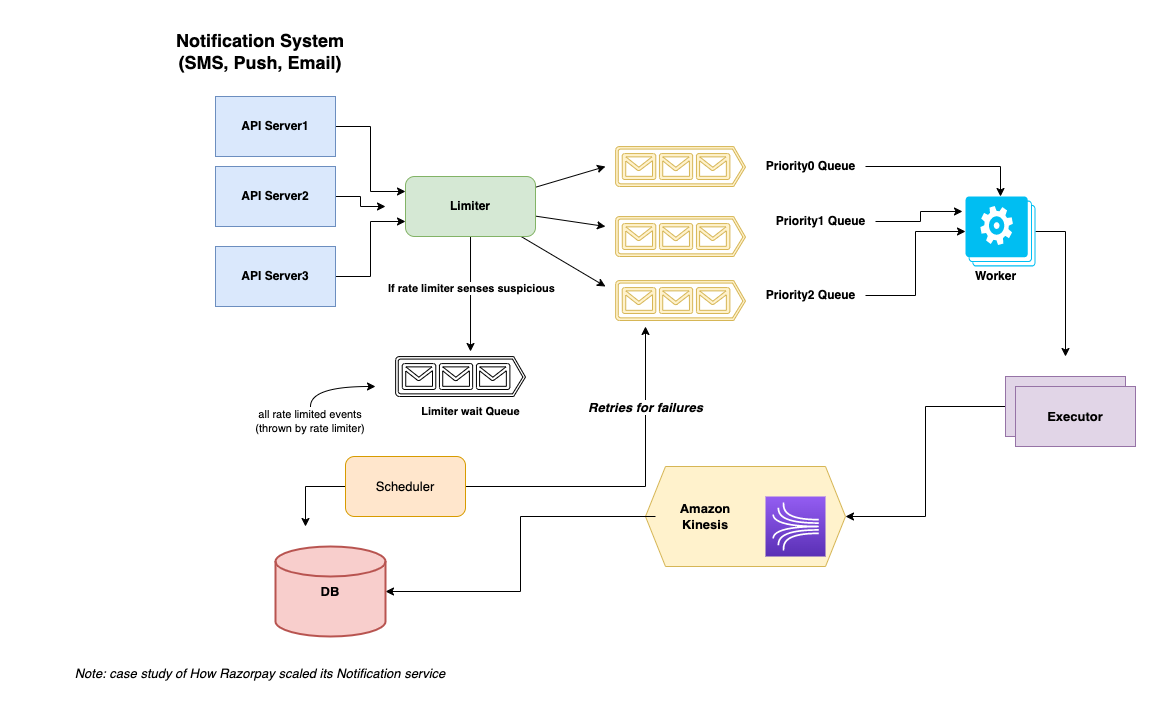 Notification System
(SMS, Push, Email)
API Server1
API Server2
API Server3
Limiter
Priority0 Queue
Priority1 Queue
Priority2 Queue
Worker
If rate limiter senses suspicious
Limiter wait Queue
all rate limited events
(thrown by rate limiter)
Retries for failures
Executor
Scheduler
Amazon
Kinesis
DB
Note: case study of How Razorpay scaled its Notification service